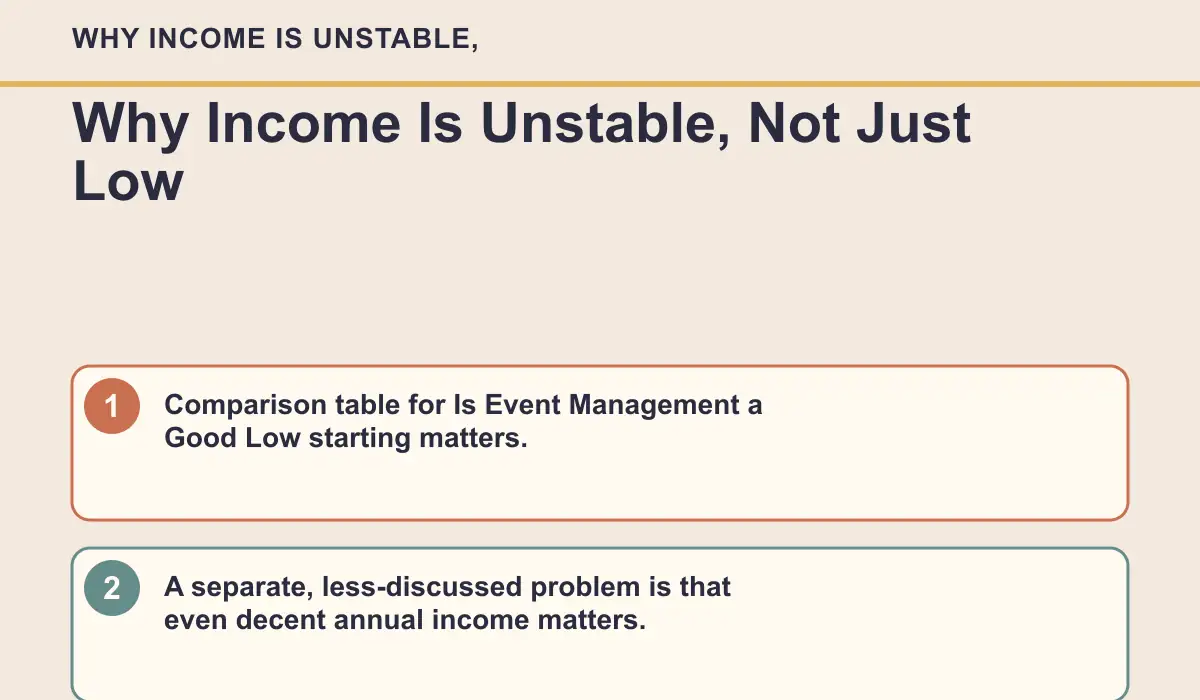 WHY INCOME IS UNSTABLE,
Why Income Is Unstable, Not Just
Low
1
Comparison table for Is Event Management a
Good Low starting matters.
2
A separate, less-discussed problem is that
even decent annual income matters.